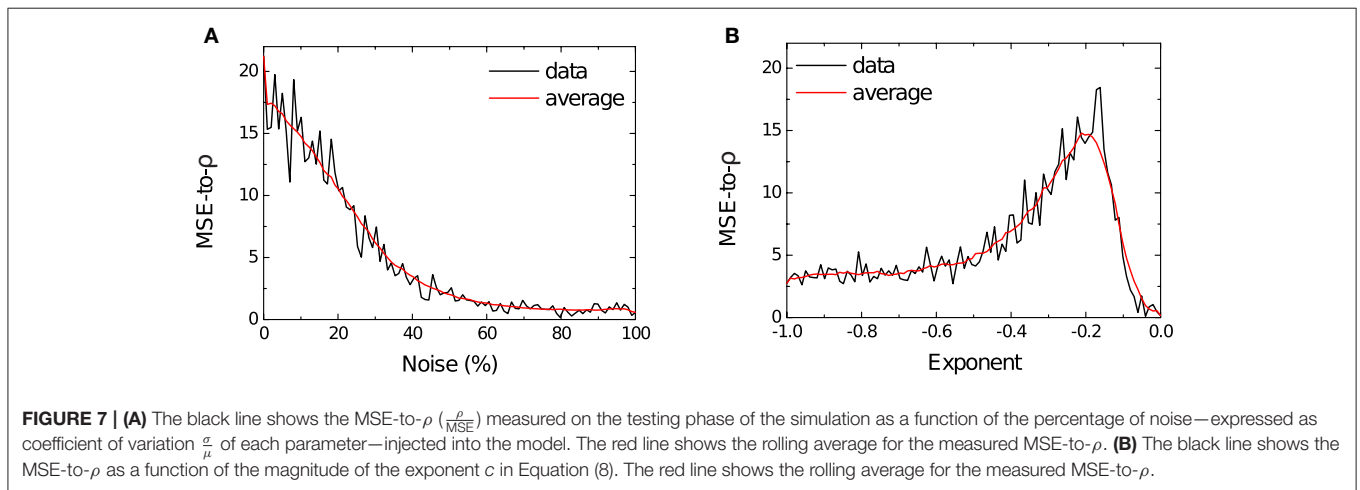 A
20
15
10
5
0
MSE-to-ρ
data
average
0 20 40 60 80 100
Noise (%)
B
20
15
10
5
0
MSE-to-ρ
data
average
-1.0 -0.8 -0.6 -0.4 -0.2 0.0
Exponent
FIGURE 7 | (A) The black line shows the MSE-to-ρ (ρ/MSE) measured on the testing phase of the simulation as a function of the percentage of noise—expressed as
coefficient of variation σ/μ of each parameter—injected into the model. The red line shows the rolling average for the measured MSE-to-ρ. (B) The black line shows the
MSE-to-ρ as a function of the magnitude of the exponent c in Equation (8). The red line shows the rolling average for the measured MSE-to-ρ.